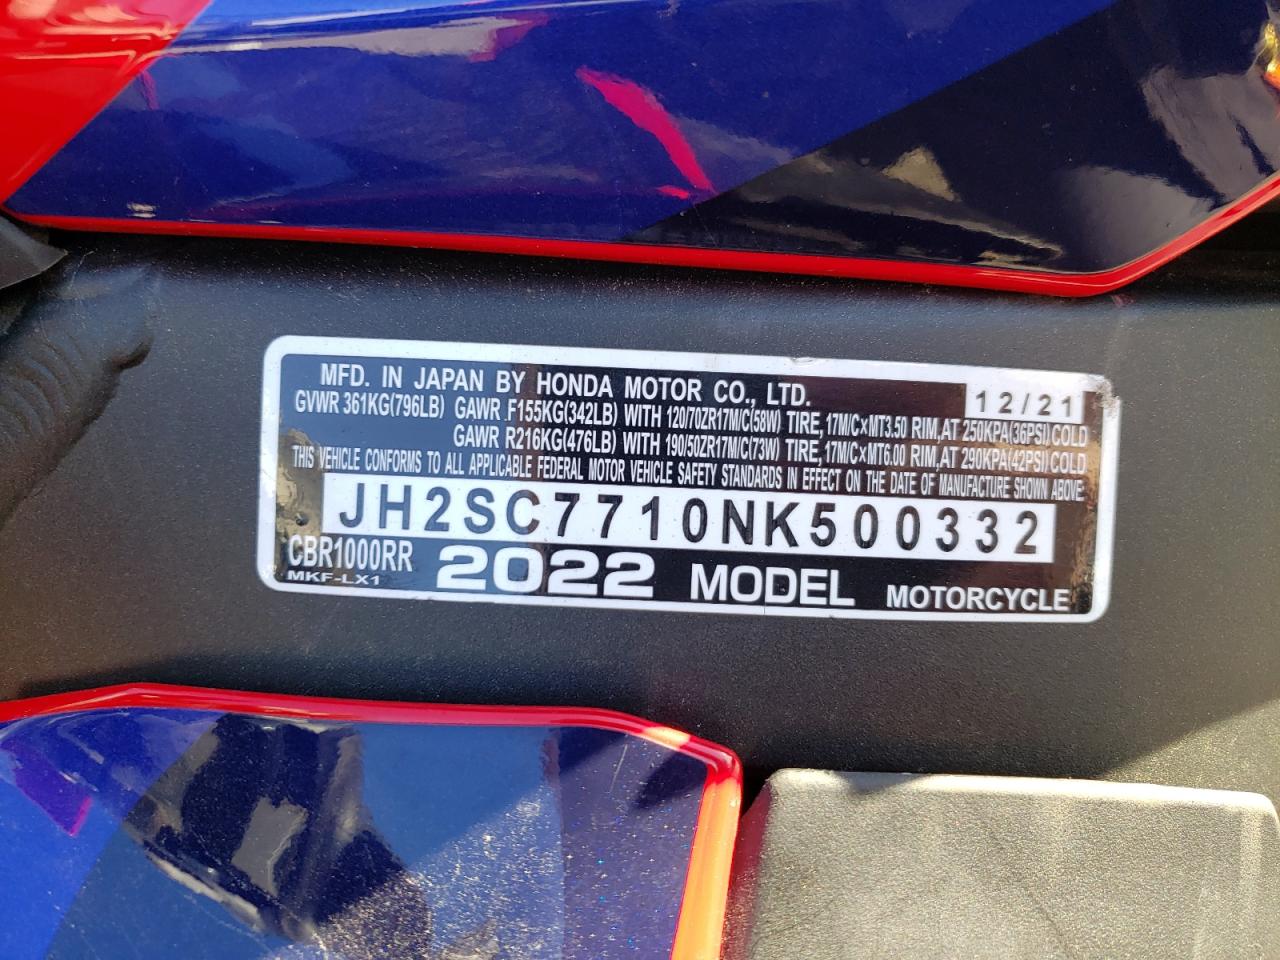 MFD. IN JAPAN BY HONDA MOTOR CO., LTD. 12/21
GVWR 361KG(796LB) GAWR F155KG(342LB) WITH 120/70ZR17M/C(58W) TIRE, 17M/C×MT3.50 RIM, AT 250KPA(36PSI)COLD
GAWR R216KG(476LB) WITH 190/50ZR17M/C(73W) TIRE, 17M/C×MT6.00 RIM, AT 290KPA(42PSI)COLD
THIS VEHICLE CONFORMS TO ALL APPLICABLE FEDERAL MOTOR VEHICLE SAFETY STANDARDS IN EFFECT ON THE DATE OF MANUFACTURE SHOWN ABOVE.
JH2SC7710NK500332
CBR1000RR 2022 MODEL MOTORCYCLE
MKF-LX1